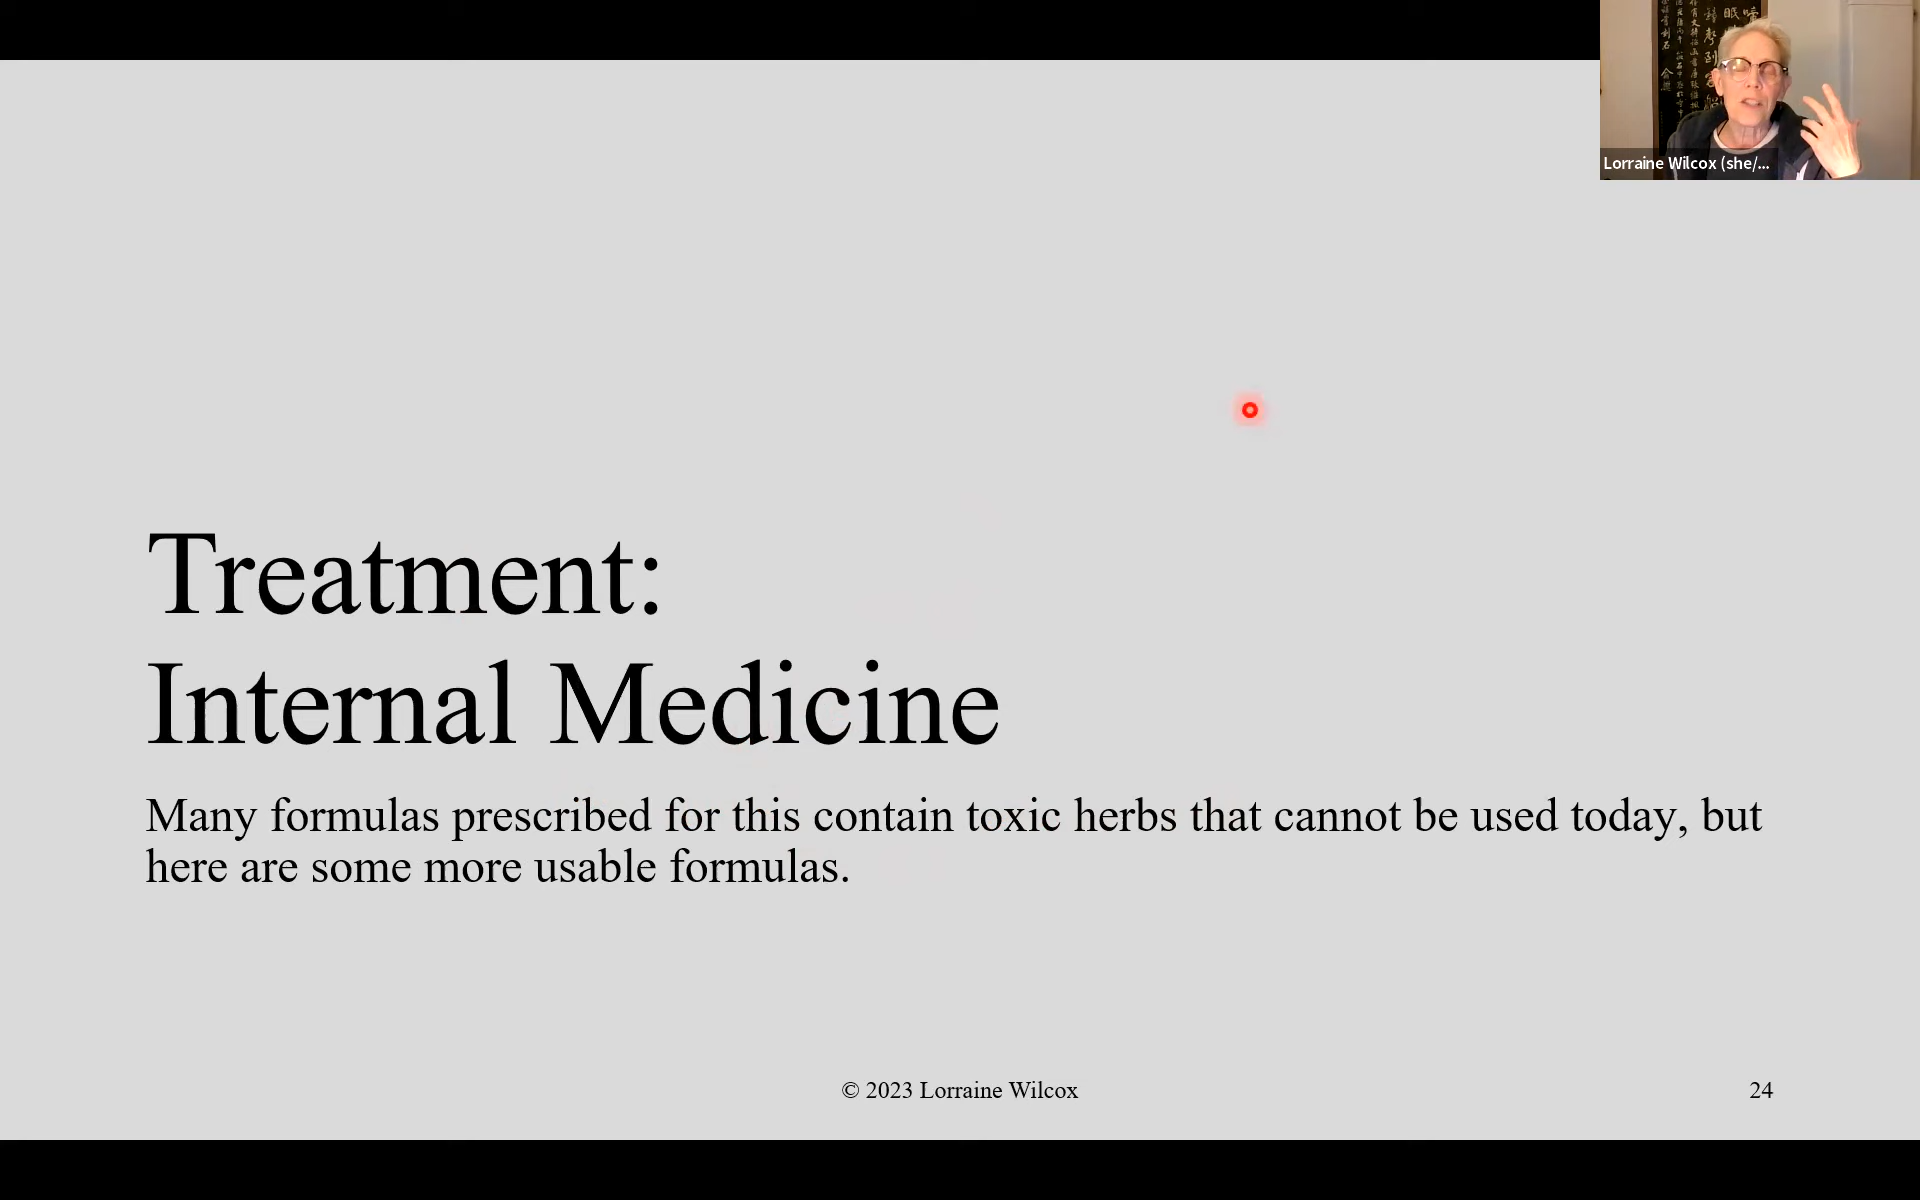 Lorraine Wilcox (she/...
Treatment:
Internal Medicine
Many formulas prescribed for this contain toxic herbs that cannot be used today, but
here are some more usable formulas.
© 2023 Lorraine Wilcox
24